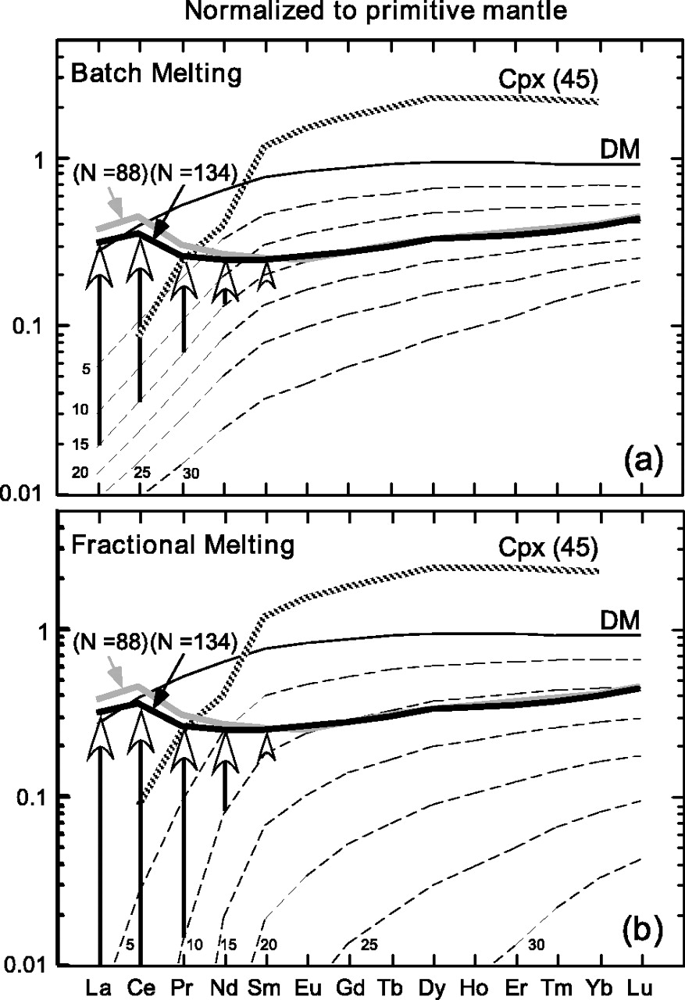 Normalized to primitive mantle
Batch Melting
Cpx (45)
DM
1
(N =88)(N =134)
0.1
5
10
15
20
25
30
(a)
0.01
Fractional Melting
Cpx (45)
DM
1
(N =88)(N =134)
0.1
5
10
15
20
25
30
(b)
0.01
La Ce Pr Nd Sm Eu Gd Tb Dy Ho Er Tm Yb Lu